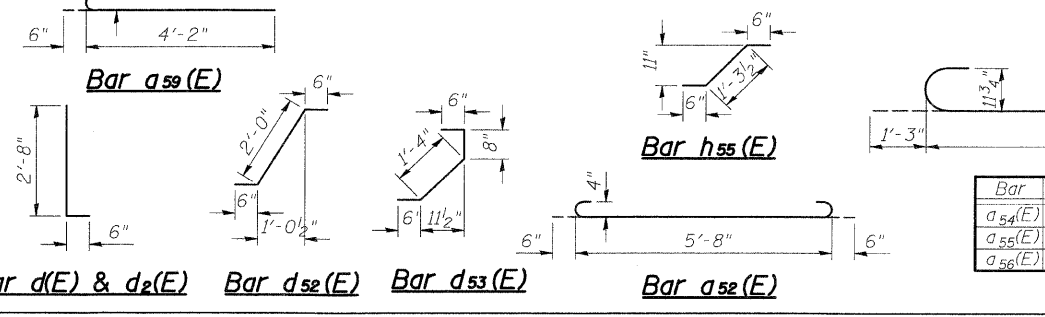 6" 4'-2"
Bar a59(E)
2'-8"
6"
ar d(E) & d2(E)
6"
2'-0"
6"
1'-0½"
Bar d52(E)
6"
1'-4"
8"
6" 11½"
Bar d53(E)
6"
11"
1'-3½"
6"
Bar h55(E)
4"
6" 5'-8" 6"
Bar a52(E)
11¾"
1'-3"
Bar
a54(E)
a55(E)
a56(E)